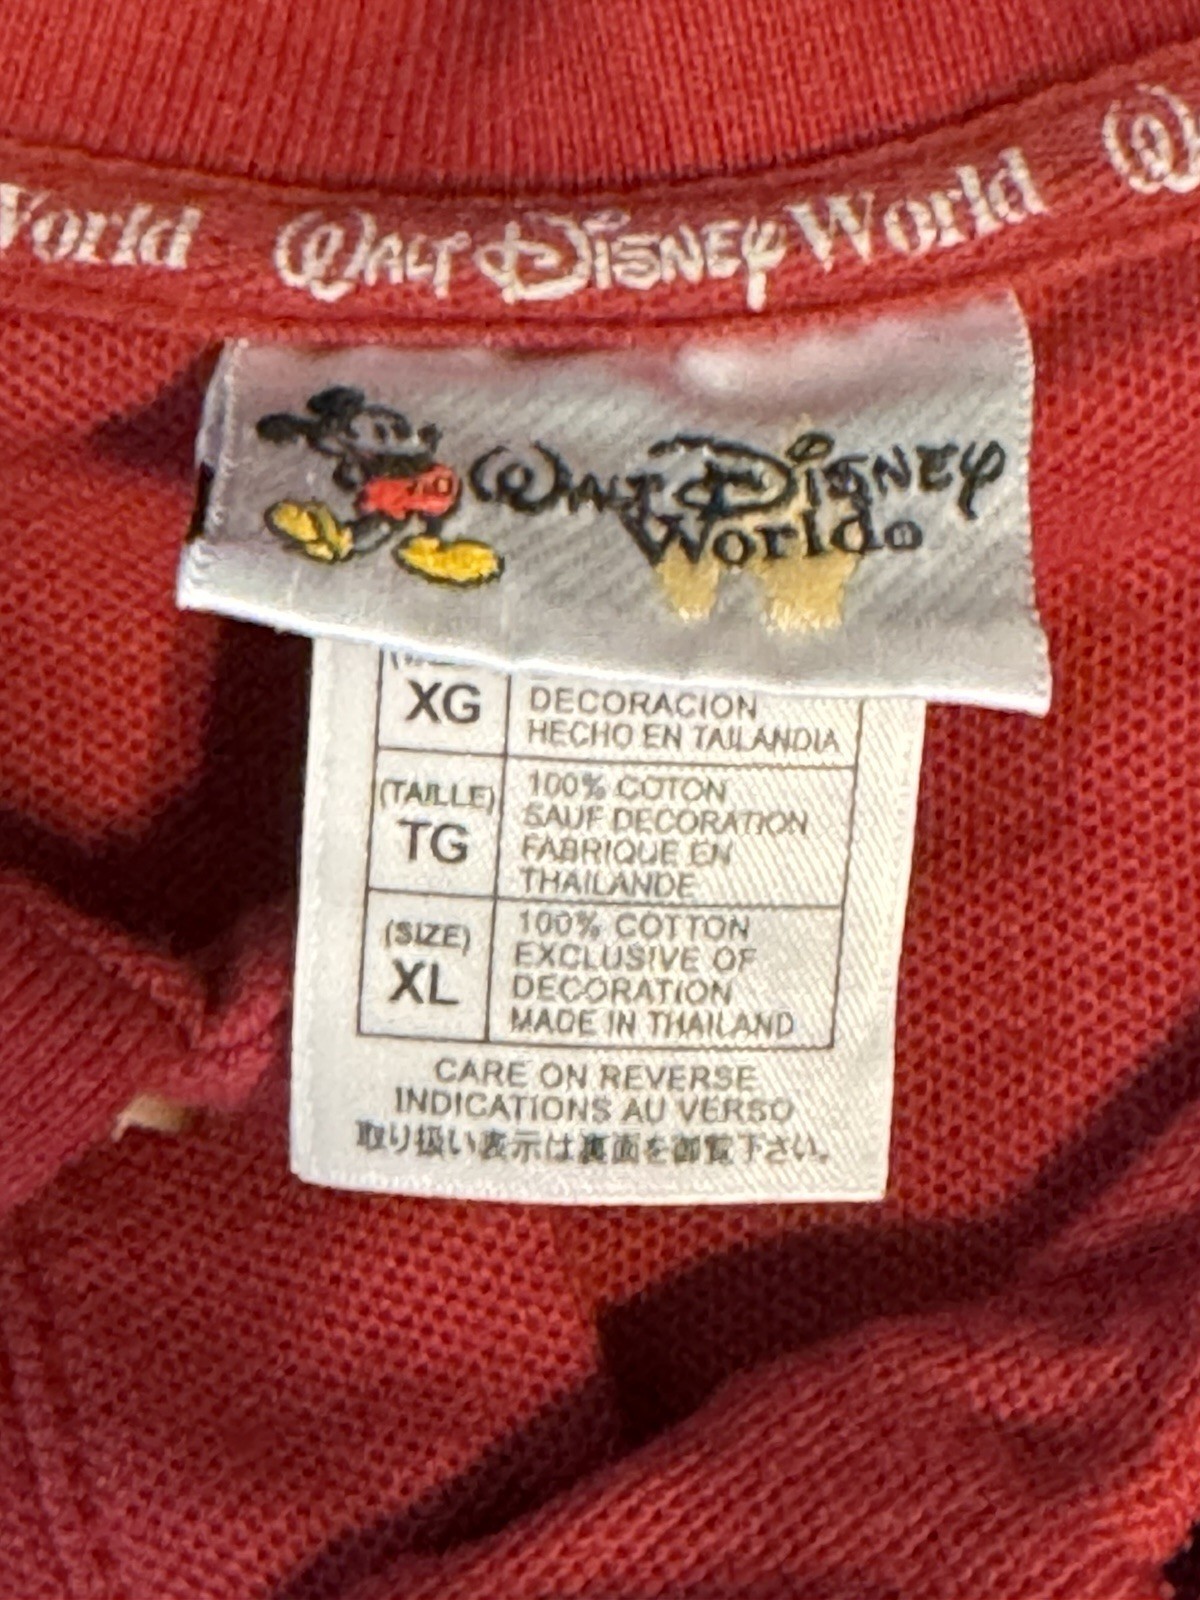 World Walt Disney World
Walt Disney
World®
XG
DECORACION
HECHO EN TAILANDIA
(TAILLE)
TG
100% COTON
SAUF DECORATION
FABRIQUE EN
THAILANDE
(SIZE)
XL
100% COTTON
EXCLUSIVE OF
DECORATION
MADE IN THAILAND
CARE ON REVERSE
INDICATIONS AU VERSO
取り扱い表示は裏面を御覧下さい。